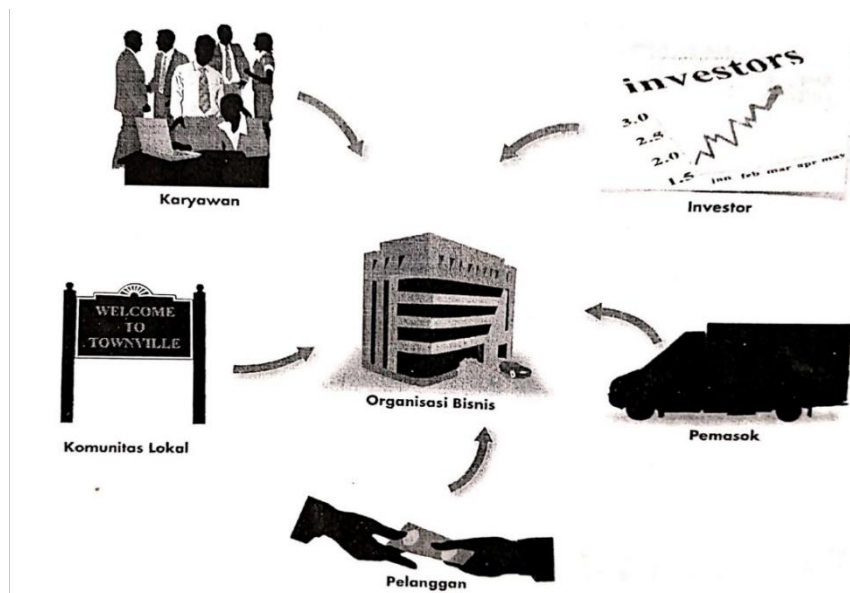 investors
3.0
2.5
2.0
1.5
jan feb mar apr may
Karyawan
Investor
WELCOME
TO
TOWNVILLE
Organisasi Bisnis
Komunitas Lokal
Pemasok
Pelanggan